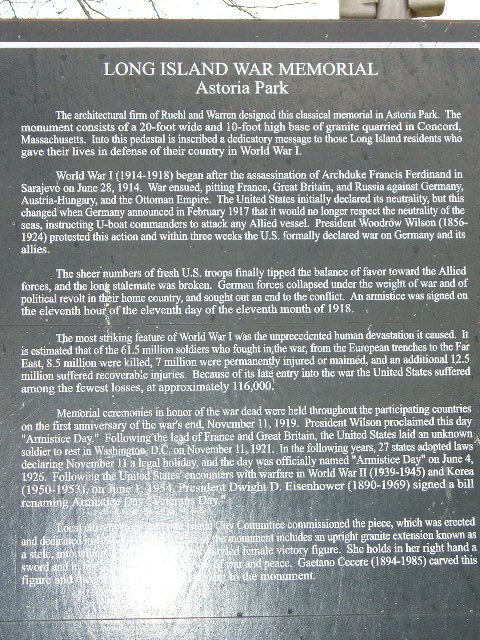 LONG ISLAND WAR MEMORIAL
Astoria Park
The architectural firm of Ruehl and Warren designed this classical memorial in Astoria Park. The
monument consists of a 20-foot wide and 10-foot high base of granite quarried in Concord,
Massachusetts. Into this pedestal is inscribed a dedicatory message to those Long Island residents who
gave their lives in defense of their country in World War I.
World War I (1914-1918) began after the assassination of Archduke Francis Ferdinand in
Sarajevo on June 28, 1914. War ensued, pitting France, Great Britain, and Russia against Germany,
Austria-Hungary, and the Ottoman Empire. The United States initially declared its neutrality, but this
changed when Germany announced in February 1917 that it would no longer respect the neutrality of the
seas, instructing U-boat commanders to attack any Allied vessel. President Woodrow Wilson (1856-
1924) protested this action and within three weeks the U.S. formally declared war on Germany and its
allies.
The sheer numbers of fresh U.S. troops finally tipped the balance of favor toward the Allied
forces, and the long stalemate was broken. German forces collapsed under the weight of war and of
political revolt in their home country, and sought out an end to the conflict. An armistice was signed on
the eleventh hour of the eleventh day of the eleventh month of 1918.
The most striking feature of World War I was the unprecedented human devastation it caused. It
is estimated that of the 61.5 million soldiers who fought in the war, from the European trenches to the Far
East, 8.5 million were killed, 7 million were permanently injured or maimed, and an additional 12.5
million suffered recoverable injuries. Because of its late entry into the war the United States suffered
among the fewest losses, at approximately 116,000.
Memorial ceremonies in honor of the war dead were held throughout the participating countries
on the first anniversary of the war's end, November 11, 1919. President Wilson proclaimed this day
"Armistice Day." Following the lead of France and Great Britain, the United States laid an unknown
soldier to rest in Washington, D.C. on November 11, 1921. In the following years, 27 states adopted laws
declaring November 11 a legal holiday, and the day was officially named "Armistice Day" on June 4,
1926. Following the United States' encounters with warfare in World War II (1939-1945) and Korea
(1950-1953), on June 1, 1954, President Dwight D. Eisenhower (1890-1969) signed a bill
renaming Armistice Day "Veterans Day."
Local City Committee commissioned the piece, which was erected
and dedicated in of the monument includes an upright granite extension known as
a stele, into female victory figure. She holds in her right hand a
sword and in her of war and peace. Gaetano Cecere (1894-1985) carved this
figure and the to the monument.